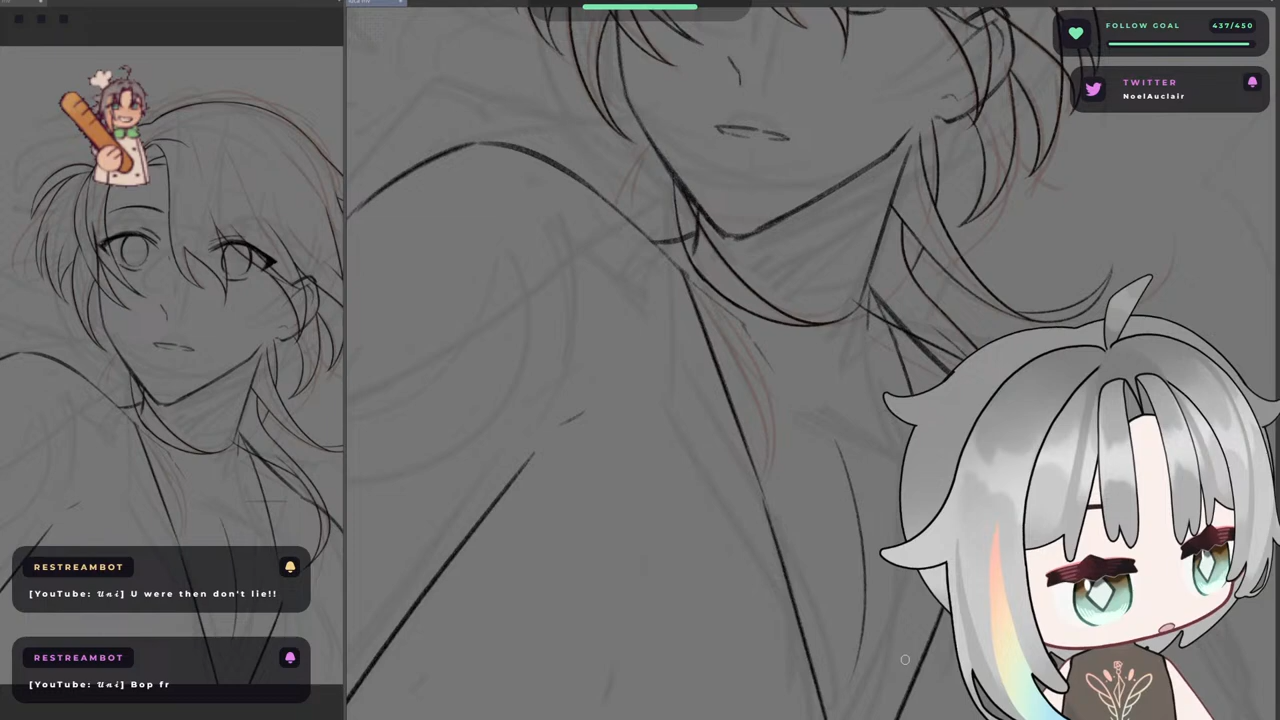 FOLLOW GOAL 437/450
TWITTER
NoelAuclair
RESTREAMBOT
[YouTube: 𝖀𝖓𝖎] U were then don't lie!!
RESTREAMBOT
[YouTube: 𝖀𝖓𝖎] Bop fr